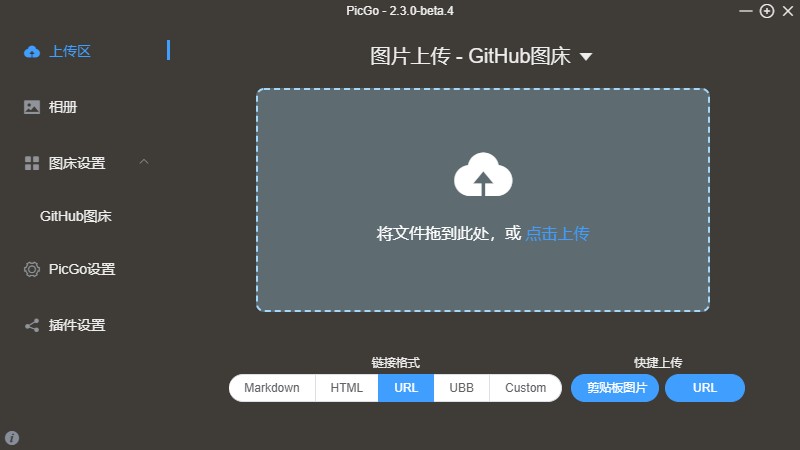 PicGo - 2.3.0-beta.4
上传区
相册
图床设置
GitHub图床
PicGo设置
插件设置
图片上传 - GitHub图床
将文件拖到此处，或 点击上传
链接格式
Markdown HTML URL UBB Custom
快捷上传
剪贴板图片 URL